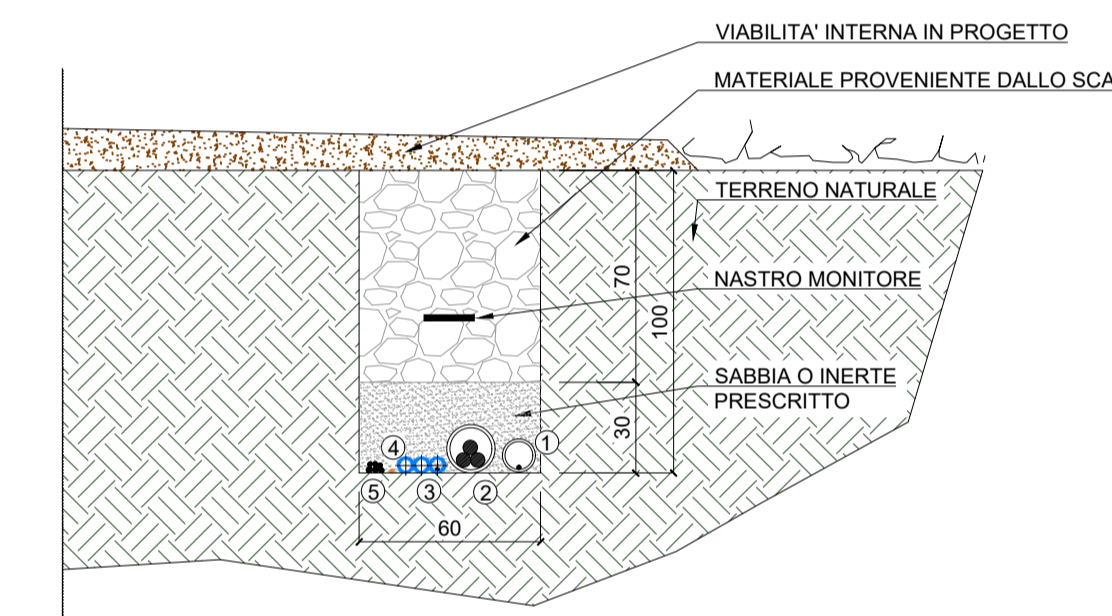 VIABILITA' INTERNA IN PROGETTO
MATERIALE PROVENIENTE DALLO
TERRENO NATURALE
NASTRO MONITORE
SABBIA O INERTE
PRESCRITTO
70
100
30
4
1
5
3
2
60